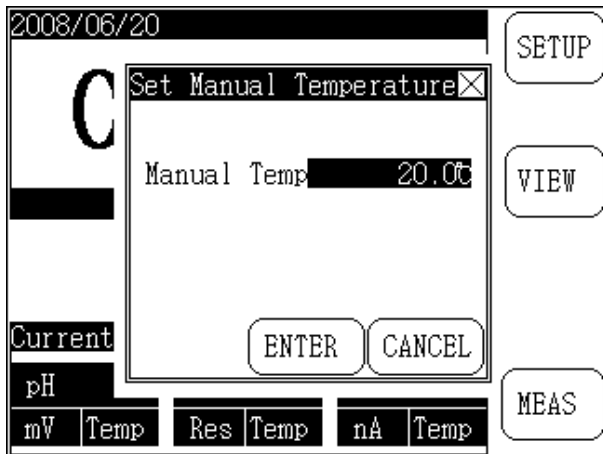 2008/06/20
SETUP
C
Set Manual Temperature
Manual Temp 20.0℃
VIEW
Current
ENTER CANCEL
pH
MEAS
mV Temp Res Temp nA Temp